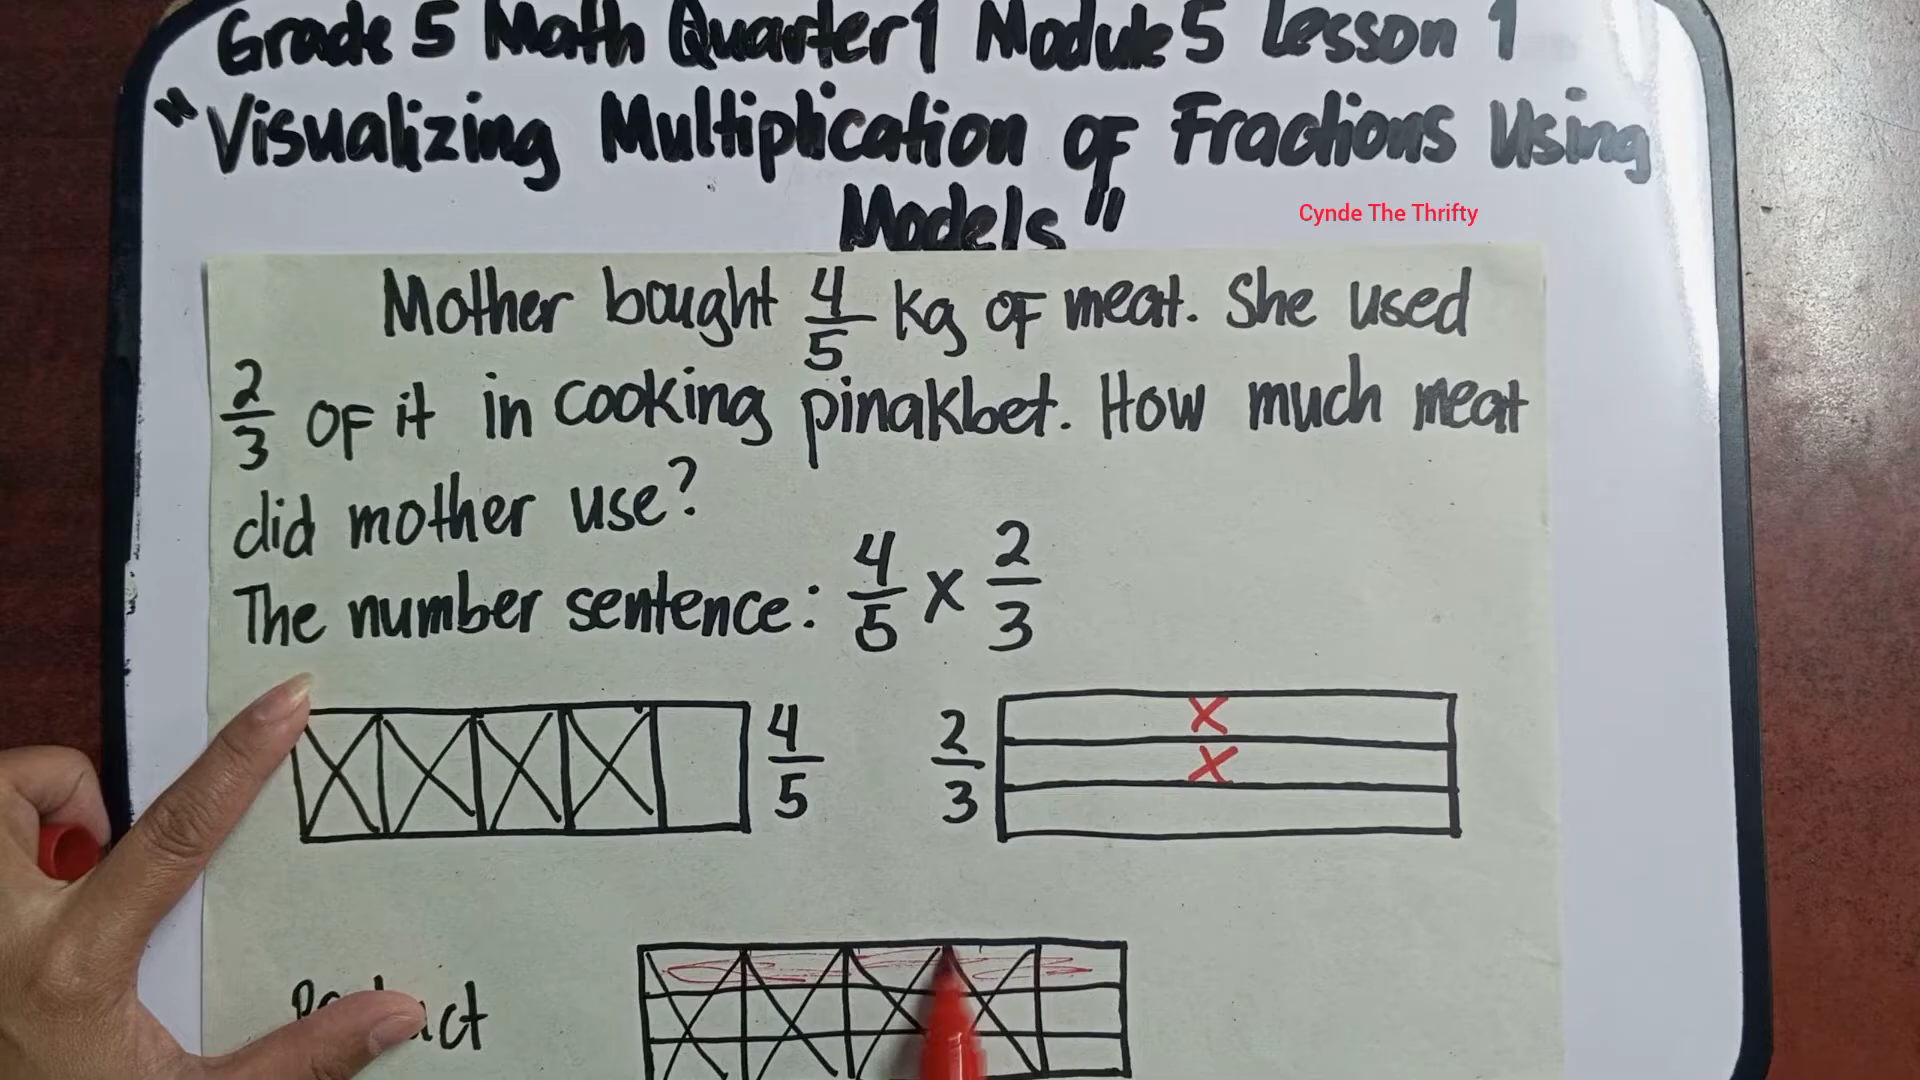 Grade 5 Math Quarter 1 Module 5 Lesson 1
"Visualizing Multiplication of Fractions Using
Models"
Cynde The Thrifty
Mother bought 4/5 kg of meat. She used
2/3 of it in cooking pinakbet. How much meat
did mother use?
The number sentence: 4/5 x 2/3
4/5
2/3
x
x